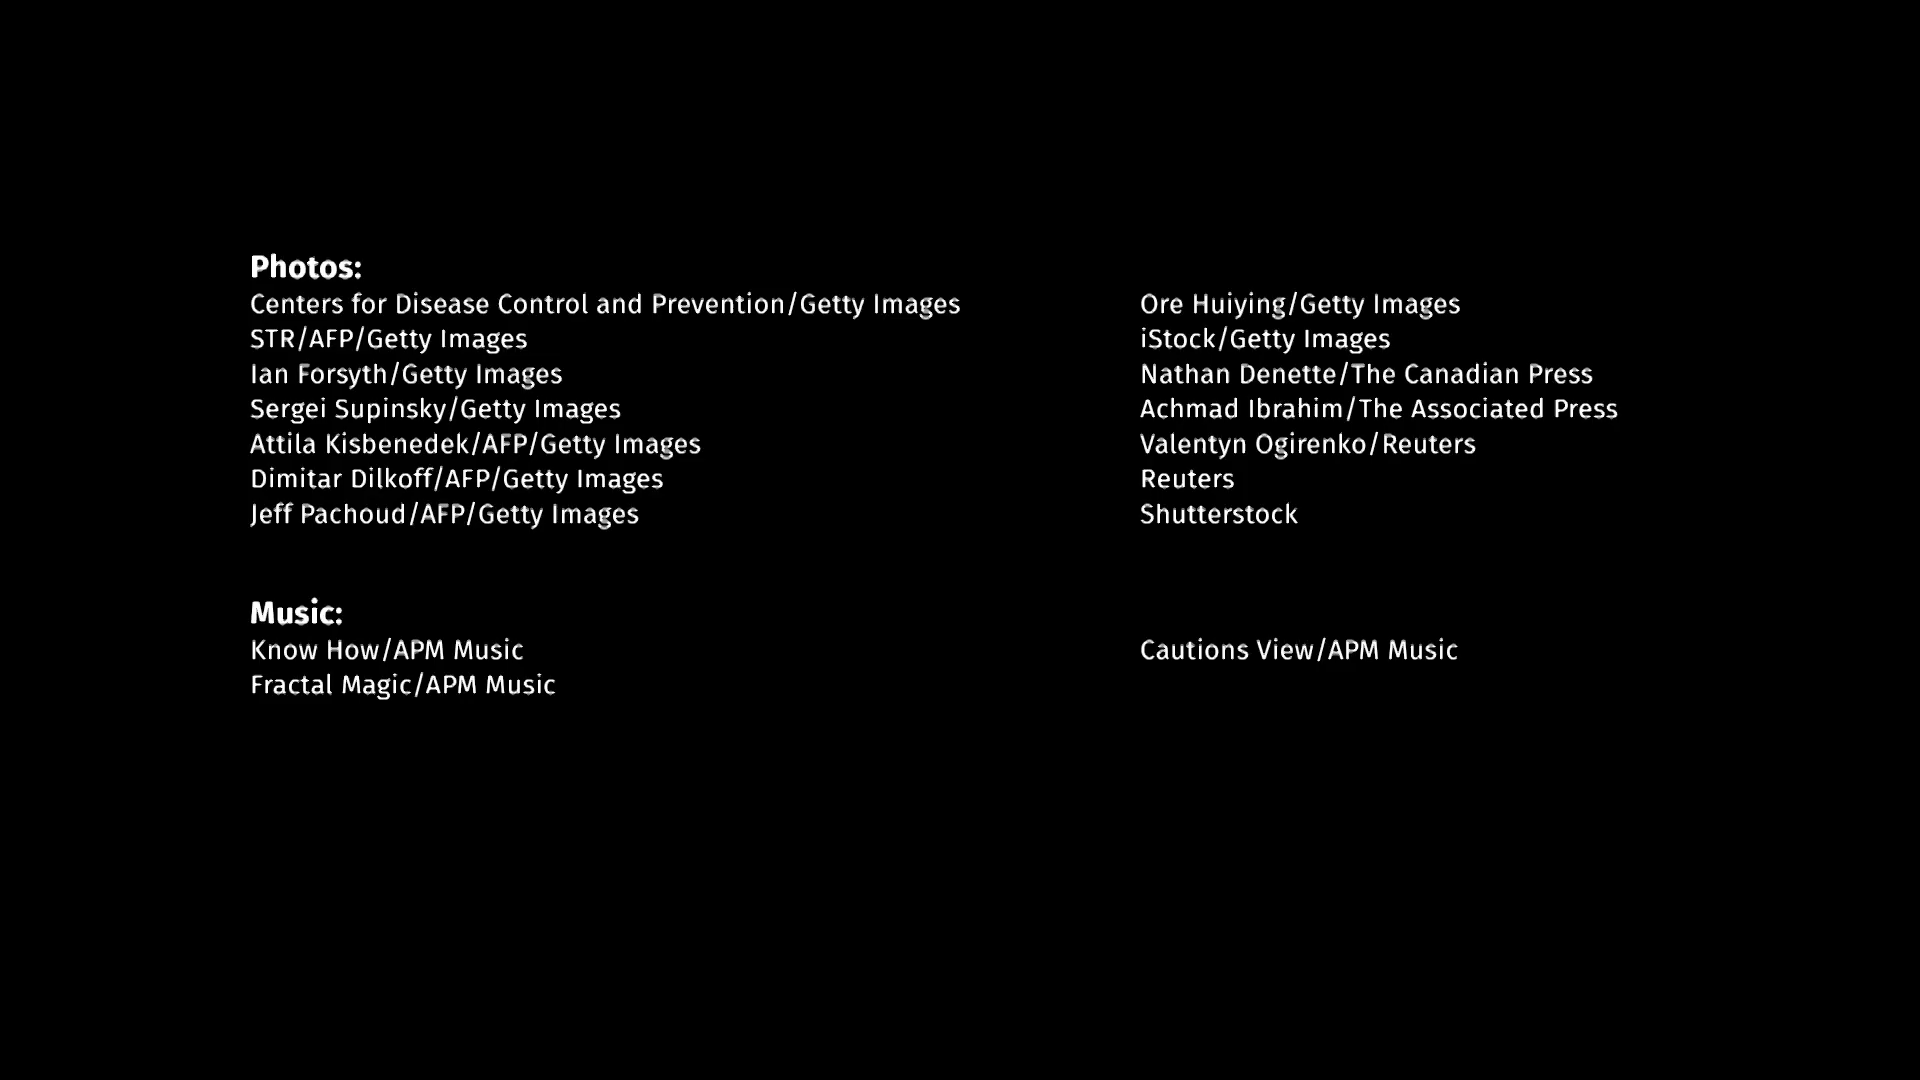 Photos:
Centers for Disease Control and Prevention/Getty Images
STR/AFP/Getty Images
Ian Forsyth/Getty Images
Sergei Supinsky/Getty Images
Attila Kisbenedek/AFP/Getty Images
Dimitar Dilkoff/AFP/Getty Images
Jeff Pachoud/AFP/Getty Images
Ore Huiying/Getty Images
iStock/Getty Images
Nathan Denette/The Canadian Press
Achmad Ibrahim/The Associated Press
Valentyn Ogirenko/Reuters
Reuters
Shutterstock
Music:
Know How/APM Music
Fractal Magic/APM Music
Cautions View/APM Music